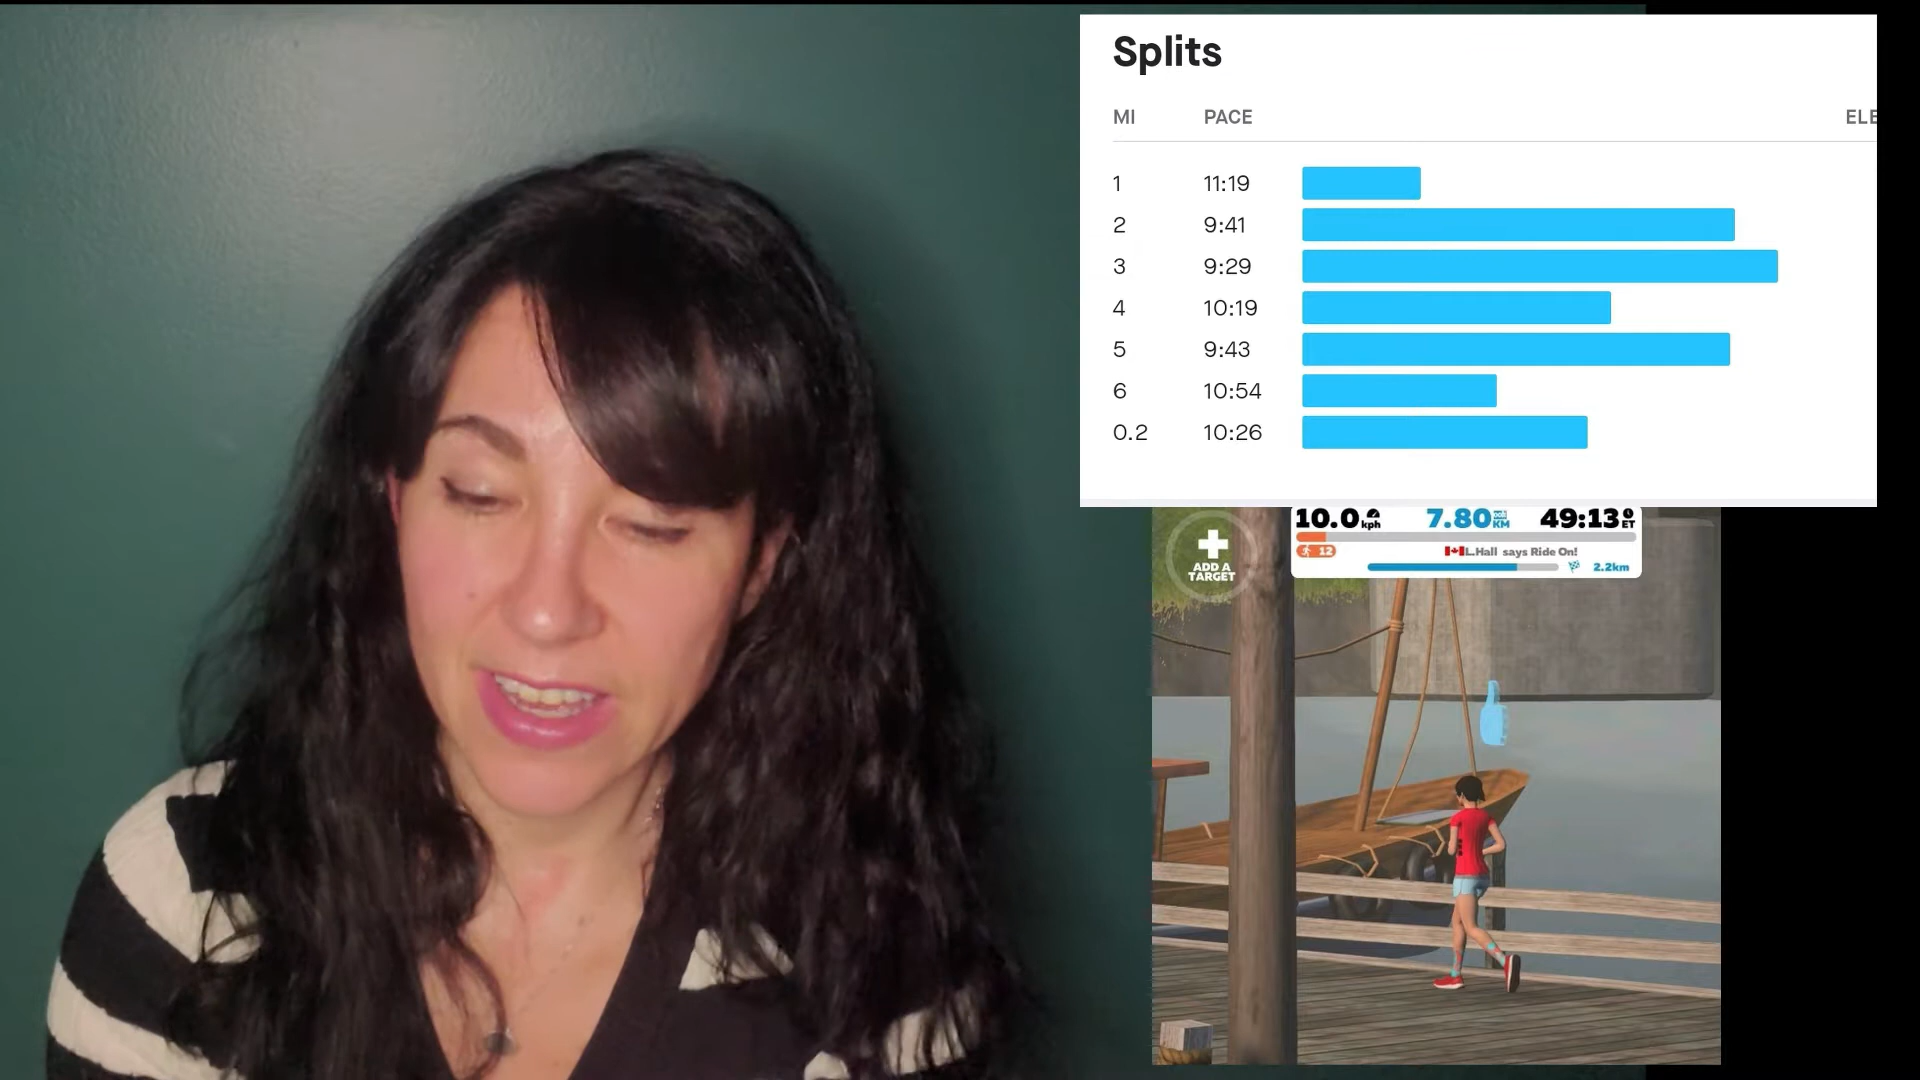 Splits
MI PACE ELE
1 11:19
2 9:41
3 9:29
4 10:19
5 9:43
6 10:54
0.2 10:26
10.0 kph 7.80 KM 49:13 ET
12 L.Hall says Ride On!
2.2km
ADD A
TARGET